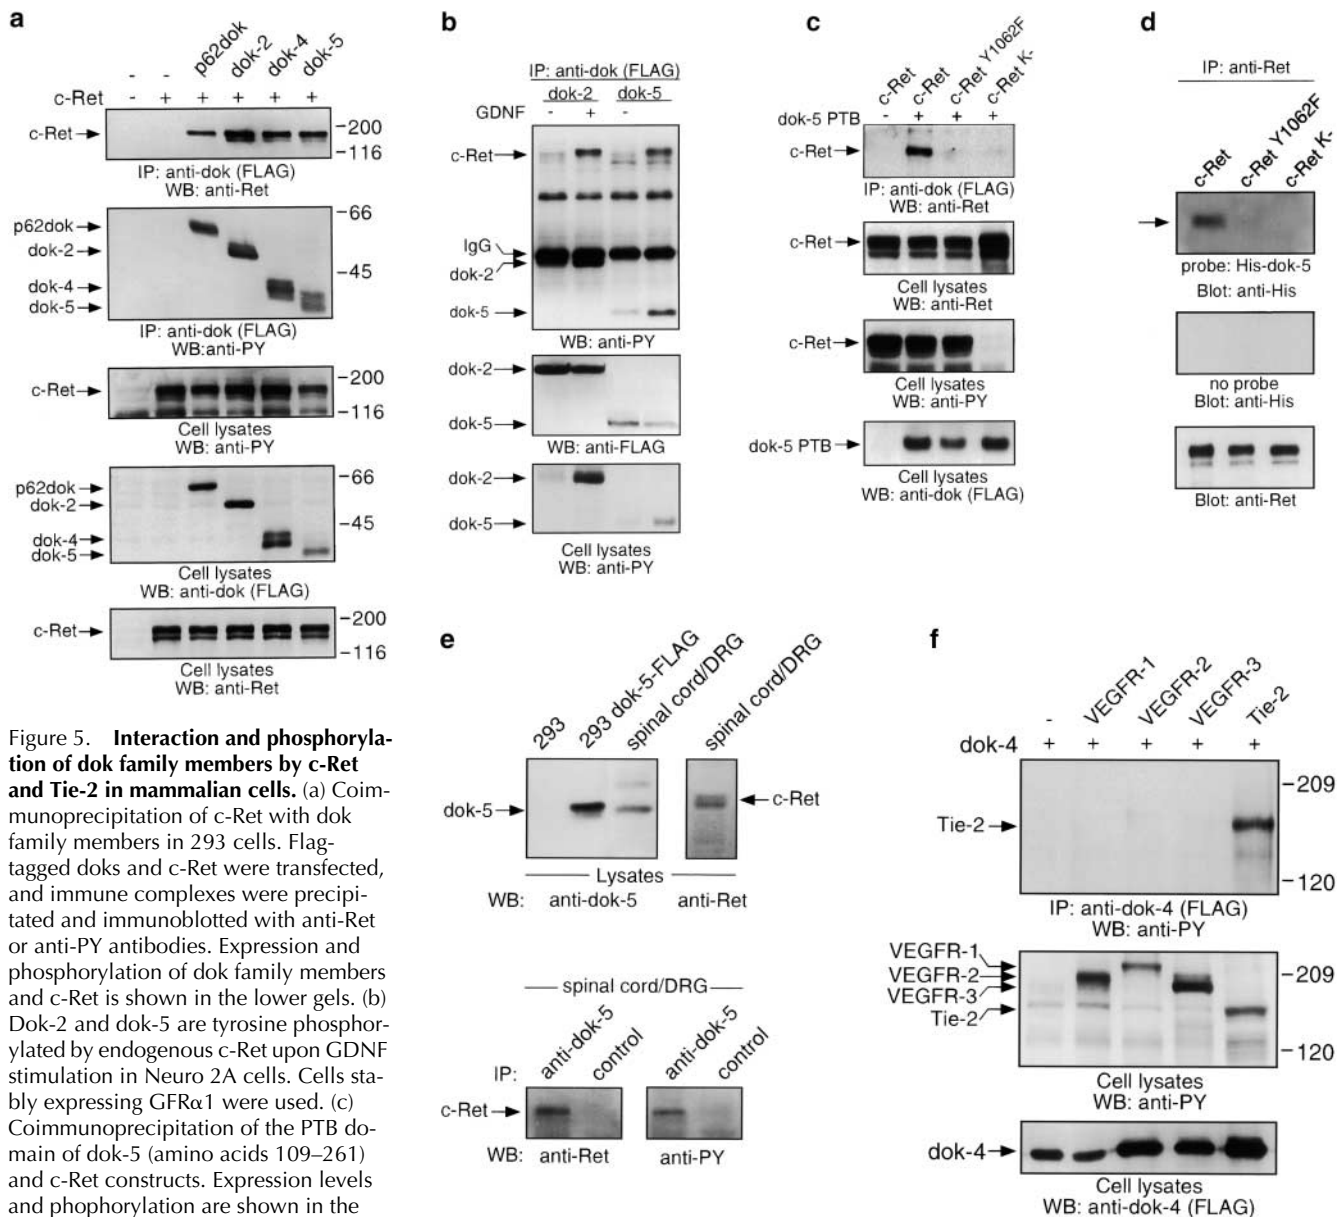 a
p62dok
dok-2
dok-4
dok-5
- -
c-Ret + + + + +
c-Ret
-200
-116
IP: anti-dok (FLAG)
WB: anti-Ret
p62dok
dok-2
dok-4
dok-5
-66
-45
IP: anti-dok (FLAG)
WB:anti-PY
c-Ret
-200
-116
Cell lysates
WB: anti-PY
p62dok
dok-2
dok-4
dok-5
-66
-45
Cell lysates
WB: anti-dok (FLAG)
c-Ret
-200
-116
Cell lysates
WB: anti-Ret
b
IP: anti-dok (FLAG)
dok-2 dok-5
GDNF - + - +
c-Ret
IgG
dok-2
dok-5
WB: anti-PY
dok-2
dok-5
WB: anti-FLAG
dok-2
dok-5
Cell lysates
WB: anti-PY
c
c-Ret
c-Ret
c-Ret Y1062F
c-Ret K-
dok-5 PTB - + + +
c-Ret
IP: anti-dok (FLAG)
WB: anti-Ret
c-Ret
Cell lysates
WB: anti-Ret
c-Ret
Cell lysates
WB: anti-PY
dok-5 PTB
Cell lysates
WB: anti-dok (FLAG)
d
IP: anti-Ret
c-Ret
c-Ret Y1062F
c-Ret K-
probe: His-dok-5
Blot: anti-His
no probe
Blot: anti-His
Blot: anti-Ret
e
293
293 dok-5-FLAG
spinal cord/DRG
spinal cord/DRG
dok-5
c-Ret
Lysates
WB: anti-dok-5 anti-Ret
spinal cord/DRG
anti-dok-5
control
anti-dok-5
control
IP:
c-Ret
WB: anti-Ret anti-PY
f
-
VEGFR-1
VEGFR-2
VEGFR-3
Tie-2
dok-4 + + + + +
Tie-2
-209
-120
IP: anti-dok-4 (FLAG)
WB: anti-PY
VEGFR-1
VEGFR-2
VEGFR-3
Tie-2
-209
-120
Cell lysates
WB: anti-PY
dok-4
Cell lysates
WB: anti-dok-4 (FLAG)
Figure 5. Interaction and phosphoryla-
tion of dok family members by c-Ret
and Tie-2 in mammalian cells. (a) Coim-
munoprecipitation of c-Ret with dok
family members in 293 cells. Flag-
tagged doks and c-Ret were transfected,
and immune complexes were precipi-
tated and immunoblotted with anti-Ret
or anti-PY antibodies. Expression and
phosphorylation of dok family members
and c-Ret is shown in the lower gels. (b)
Dok-2 and dok-5 are tyrosine phosphor-
ylated by endogenous c-Ret upon GDNF
stimulation in Neuro 2A cells. Cells sta-
bly expressing GFRα1 were used. (c)
Coimmunoprecipitation of the PTB do-
main of dok-5 (amino acids 109–261)
and c-Ret constructs. Expression levels
and phophorylation are shown in the